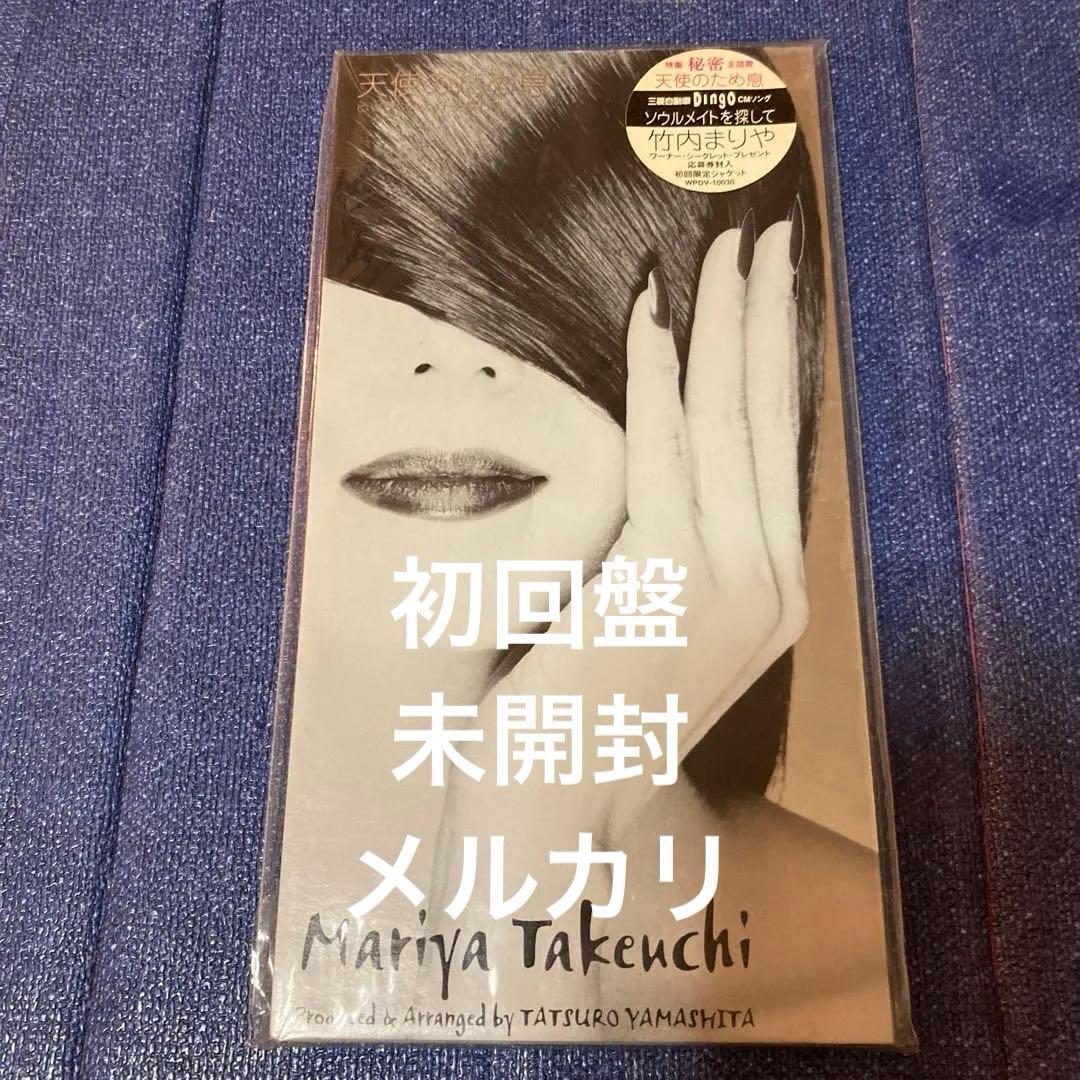 天使のため息
映画 秘密 主題歌
天使のため息
三菱自動車 Dingo CMソング
ソウルメイトを探して
竹内まりや
ワーナー・シークレット・プレゼント
応募券封入
初回限定ジャケット
WPDV-10030
初回盤
未開封
メルカリ
Mariya Takeuchi
Produced & Arranged by TATSURO YAMASHITA